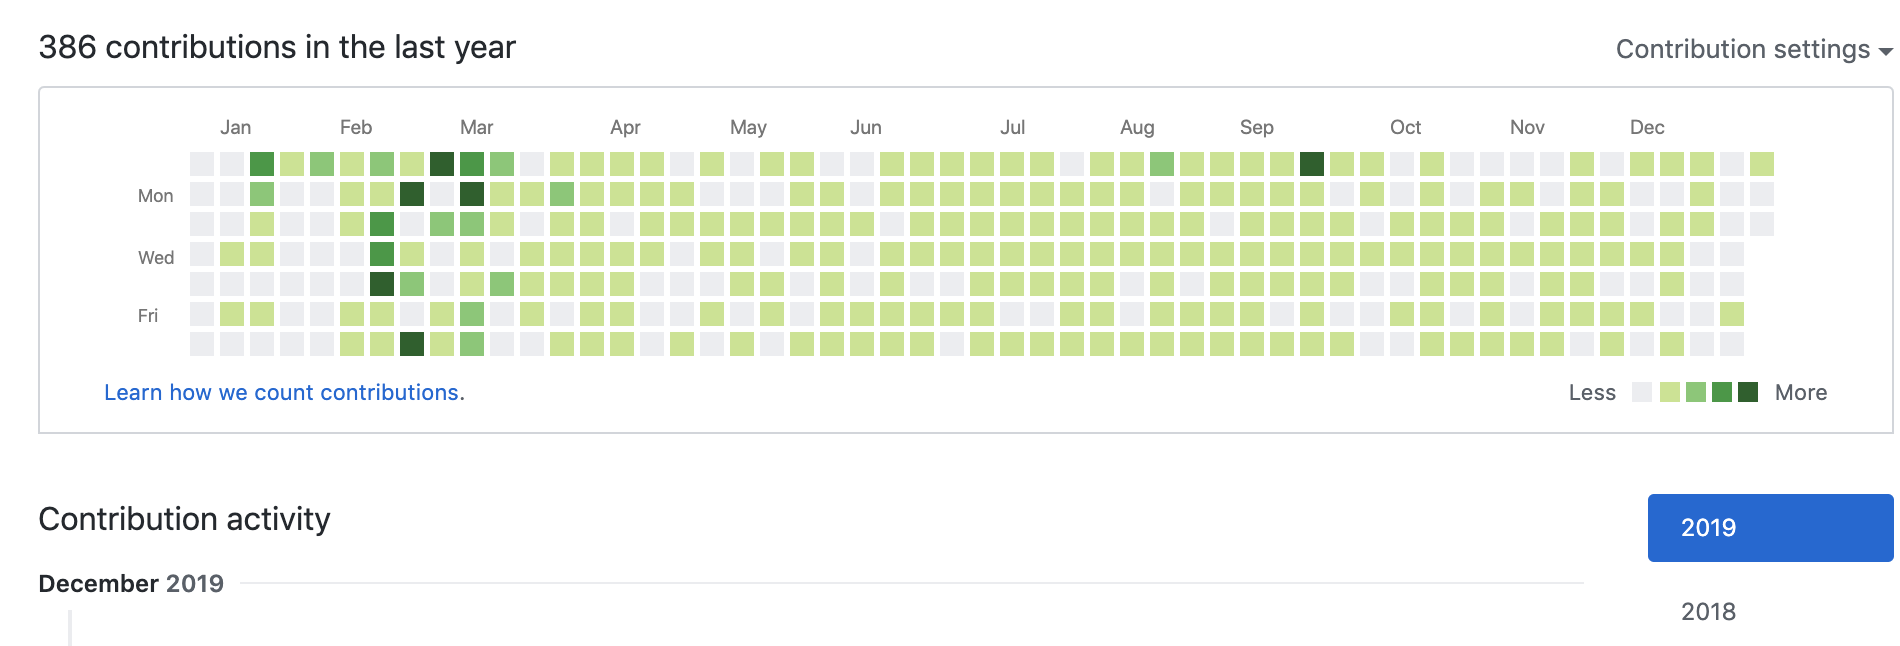 386 contributions in the last year
Contribution settings
Jan Feb Mar Apr May Jun Jul Aug Sep Oct Nov Dec
Mon
Wed
Fri
Learn how we count contributions.
Less More
Contribution activity
2019
December 2019
2018